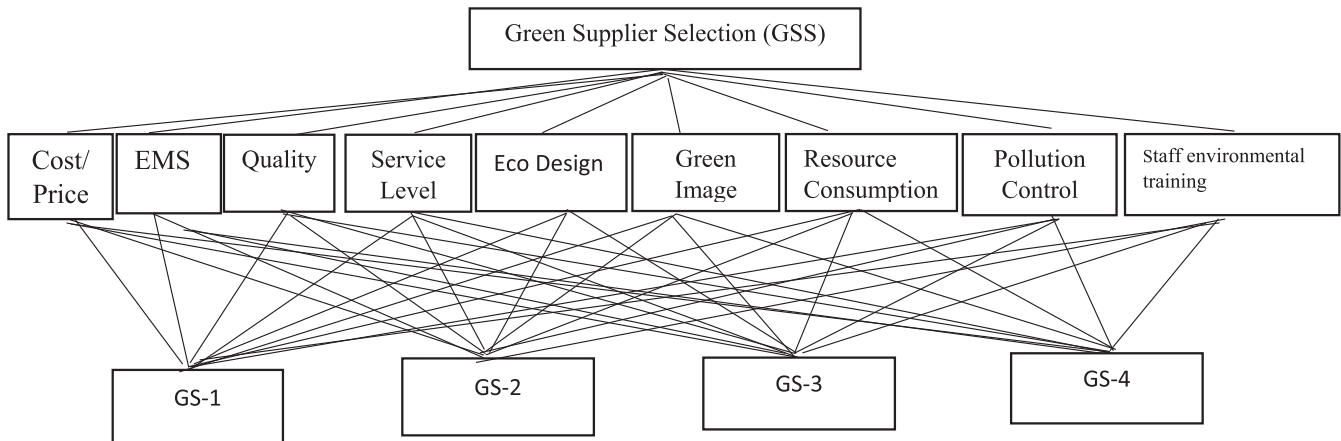 Green Supplier Selection (GSS)
Cost/
Price
EMS
Quality
Service
Level
Eco Design
Green
Image
Resource
Consumption
Pollution
Control
Staff environmental
training
GS-1
GS-2
GS-3
GS-4